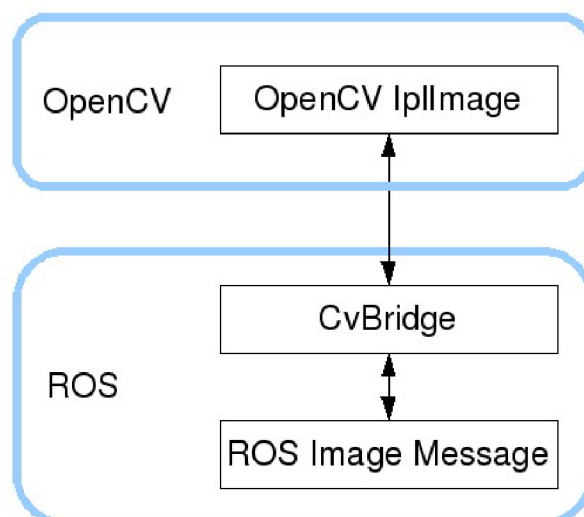 OpenCV
OpenCV IplImage
CvBridge
ROS
ROS Image Message